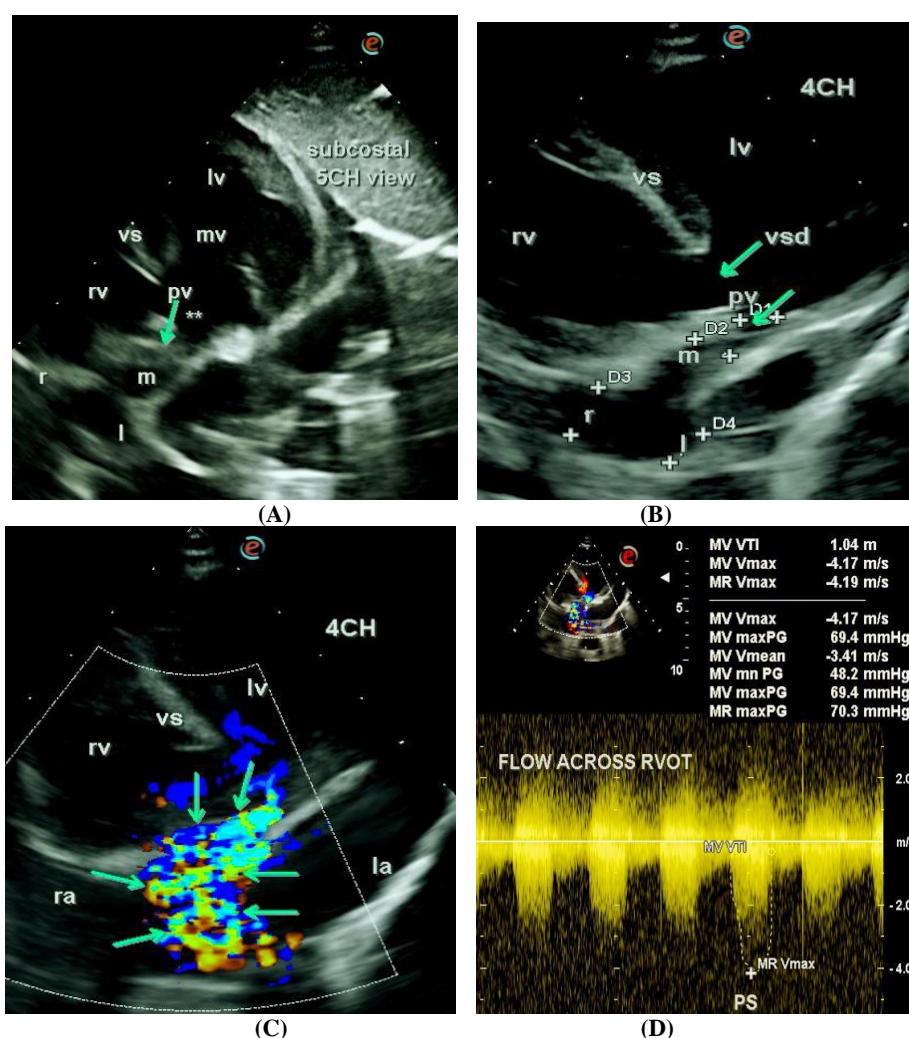 e
subcostal
5CH view
lv
vs
mv
rv
pv
**
r
m
l
(A)
e
4CH
lv
vs
rv
vsd
pv
D1
D2
m
D3
r
D4
l
(B)
e
4CH
lv
vs
rv
la
ra
(C)
e
0
5
10
MV VTI 1.04 m
MV Vmax -4.17 m/s
MR Vmax -4.19 m/s
MV Vmax -4.17 m/s
MV maxPG 69.4 mmHg
MV Vmean -3.41 m/s
MV mn PG 48.2 mmHg
MV maxPG 69.4 mmHg
MR maxPG 70.3 mmHg
FLOW ACROSS RVOT
2.0
MV VTI
m/s
-2.0
MR Vmax
-4.0
PS
(D)